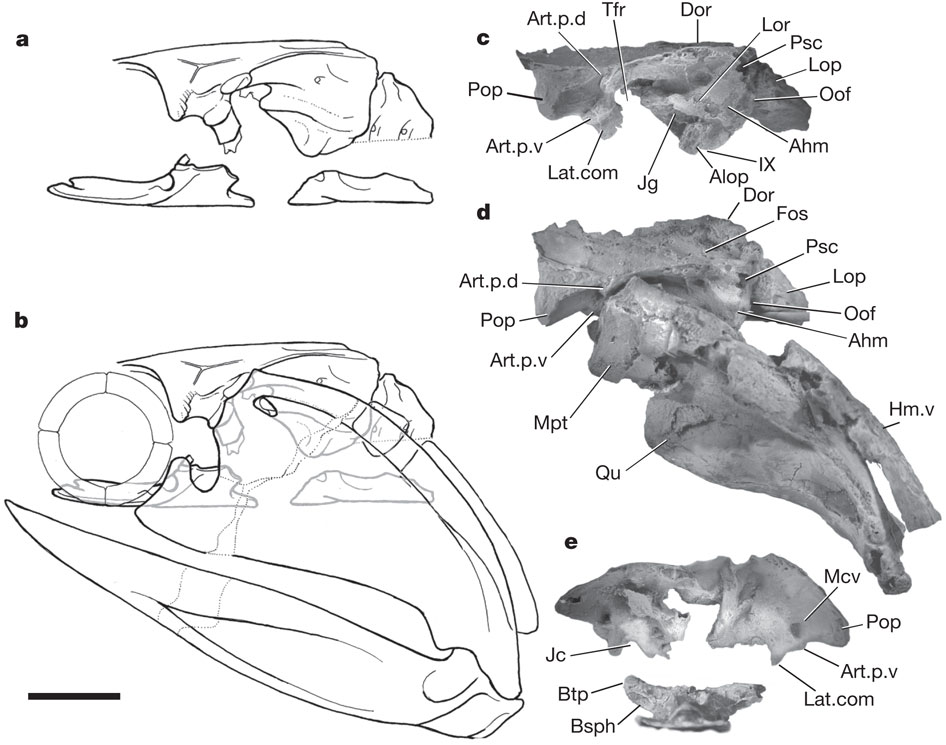 a
b
c
Art.p.d
Tfr
Dor
Lor
Psc
Lop
Oof
Pop
Art.p.v
Lat.com
Jg
Alop
IX
Ahm
d
Dor
Fos
Psc
Lop
Oof
Ahm
Art.p.d
Pop
Art.p.v
Mpt
Qu
Hm.v
e
Mcv
Pop
Jc
Art.p.v
Lat.com
Btp
Bsph